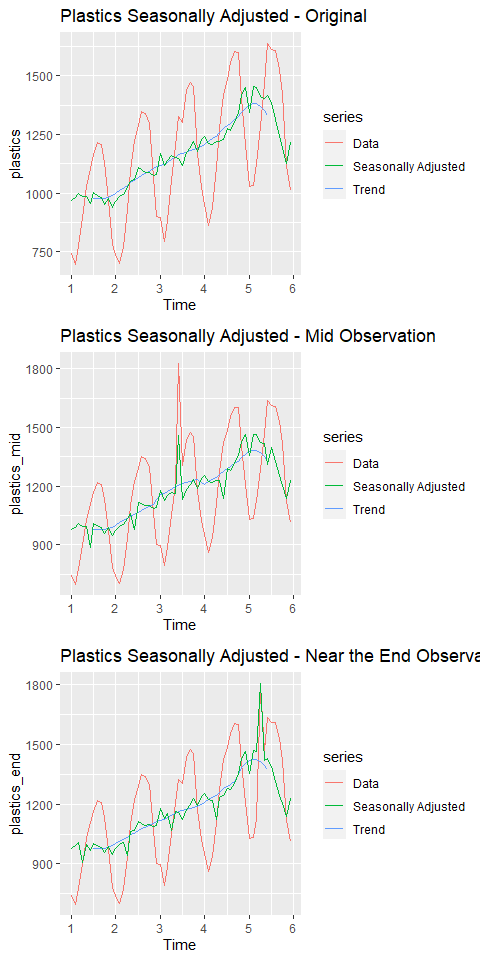 Plastics Seasonally Adjusted - Original
plastics
1500
1250
1000
750
1 2 3 4 5 6
Time
series
Data
Seasonally Adjusted
Trend
Plastics Seasonally Adjusted - Mid Observation
plastics_mid
1800
1500
1200
900
1 2 3 4 5 6
Time
series
Data
Seasonally Adjusted
Trend
Plastics Seasonally Adjusted - Near the End Observa
plastics_end
1800
1500
1200
900
1 2 3 4 5 6
Time
series
Data
Seasonally Adjusted
Trend